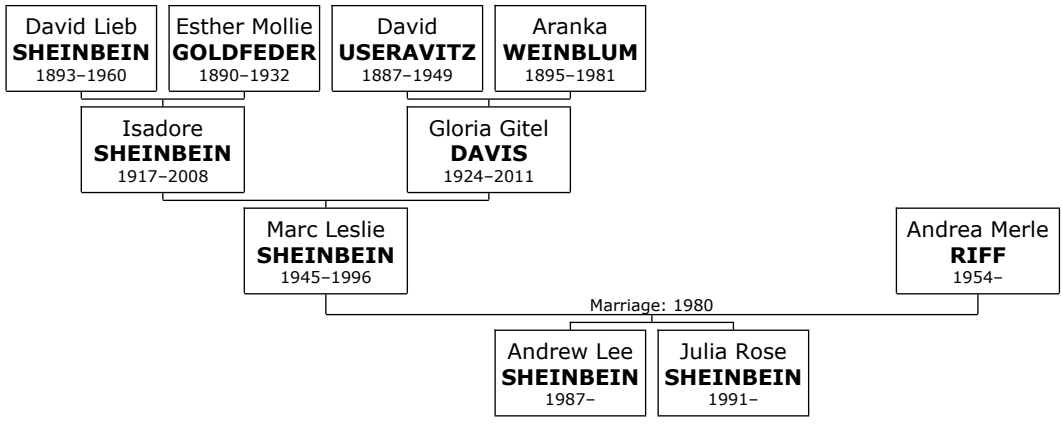 David Lieb
SHEINBEIN
1893–1960
Esther Mollie
GOLDFEDER
1890–1932
David
USERAVITZ
1887–1949
Aranka
WEINBLUM
1895–1981
Isadore
SHEINBEIN
1917–2008
Gloria Gitel
DAVIS
1924–2011
Marc Leslie
SHEINBEIN
1945–1996
Andrea Merle
RIFF
1954–
Marriage: 1980
Andrew Lee
SHEINBEIN
1987–
Julia Rose
SHEINBEIN
1991–